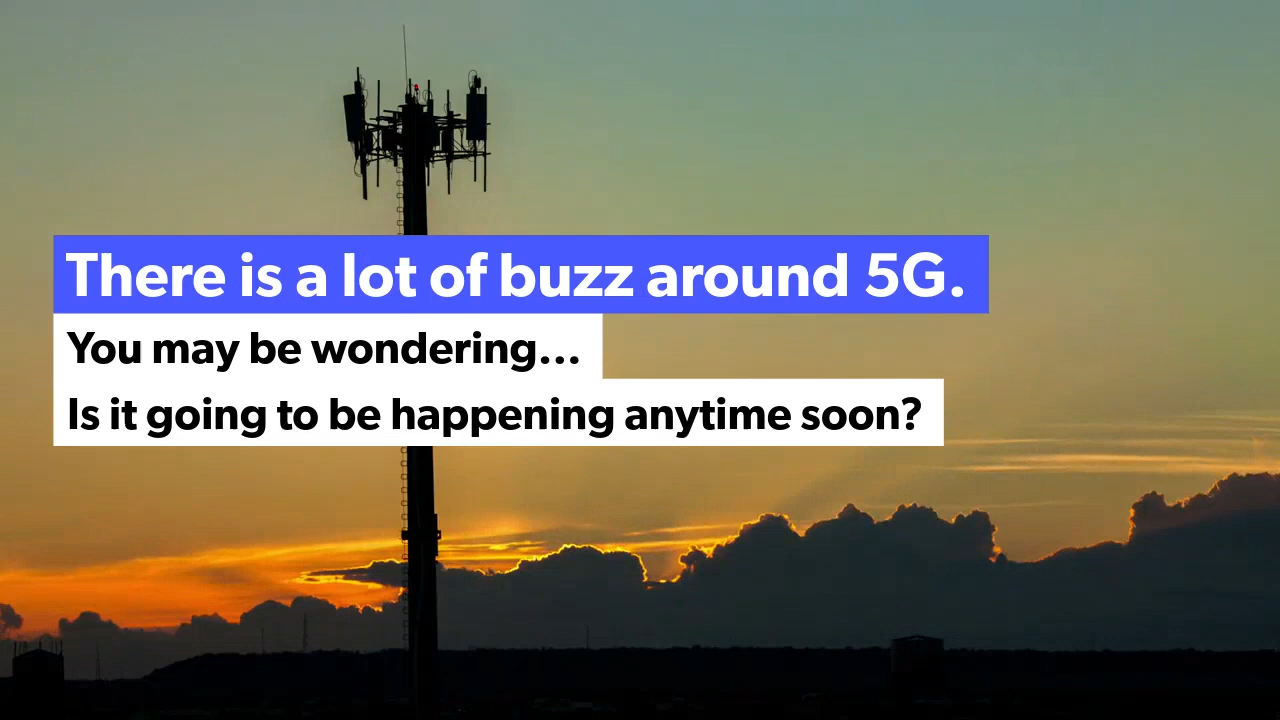 There is a lot of buzz around 5G.
You may be wondering...
Is it going to be happening anytime soon?